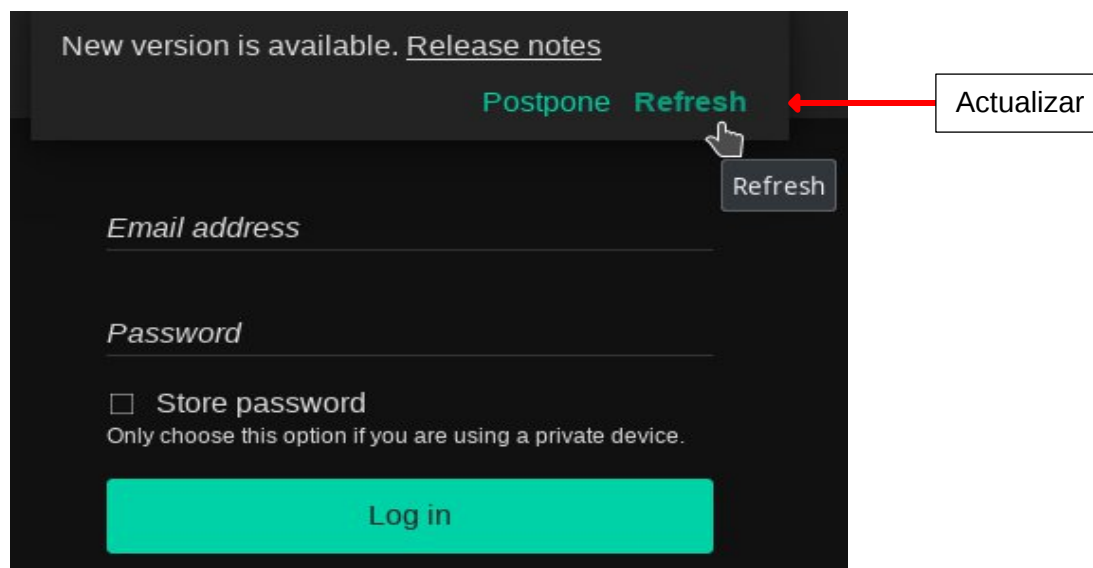 New version is available. Release notes
Postpone Refresh
Actualizar
Refresh
Email address
Password
Store password
Only choose this option if you are using a private device.
Log in